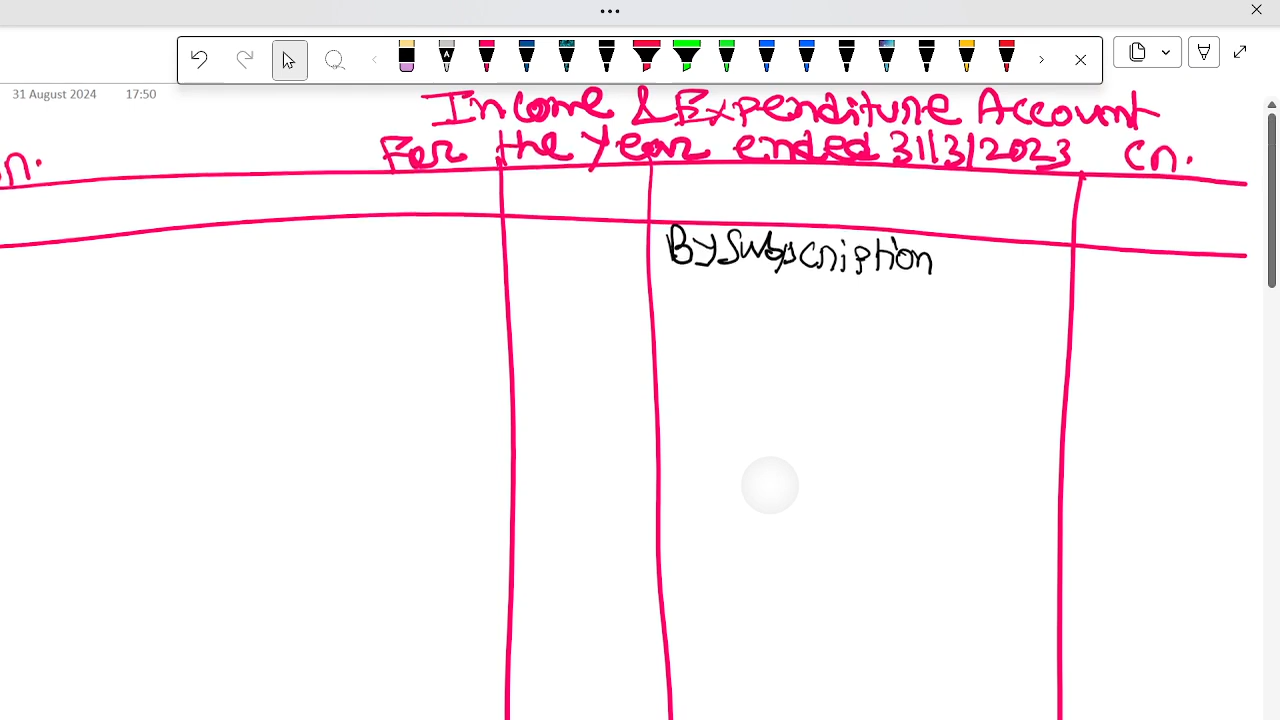 31 August 2024 17:50
Income & Expenditure Account
For the Year ended 31/3/2023 Cr.
By Subscription